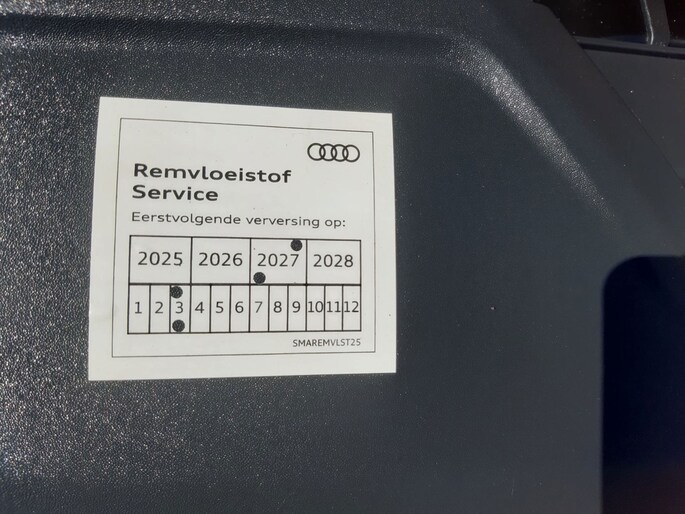 Remvloeistof
Service
Eerstvolgende verversing op:
2025 2026 2027 2028
1 2 3 4 5 6 7 8 9 10 11 12
SMAREMVLST25